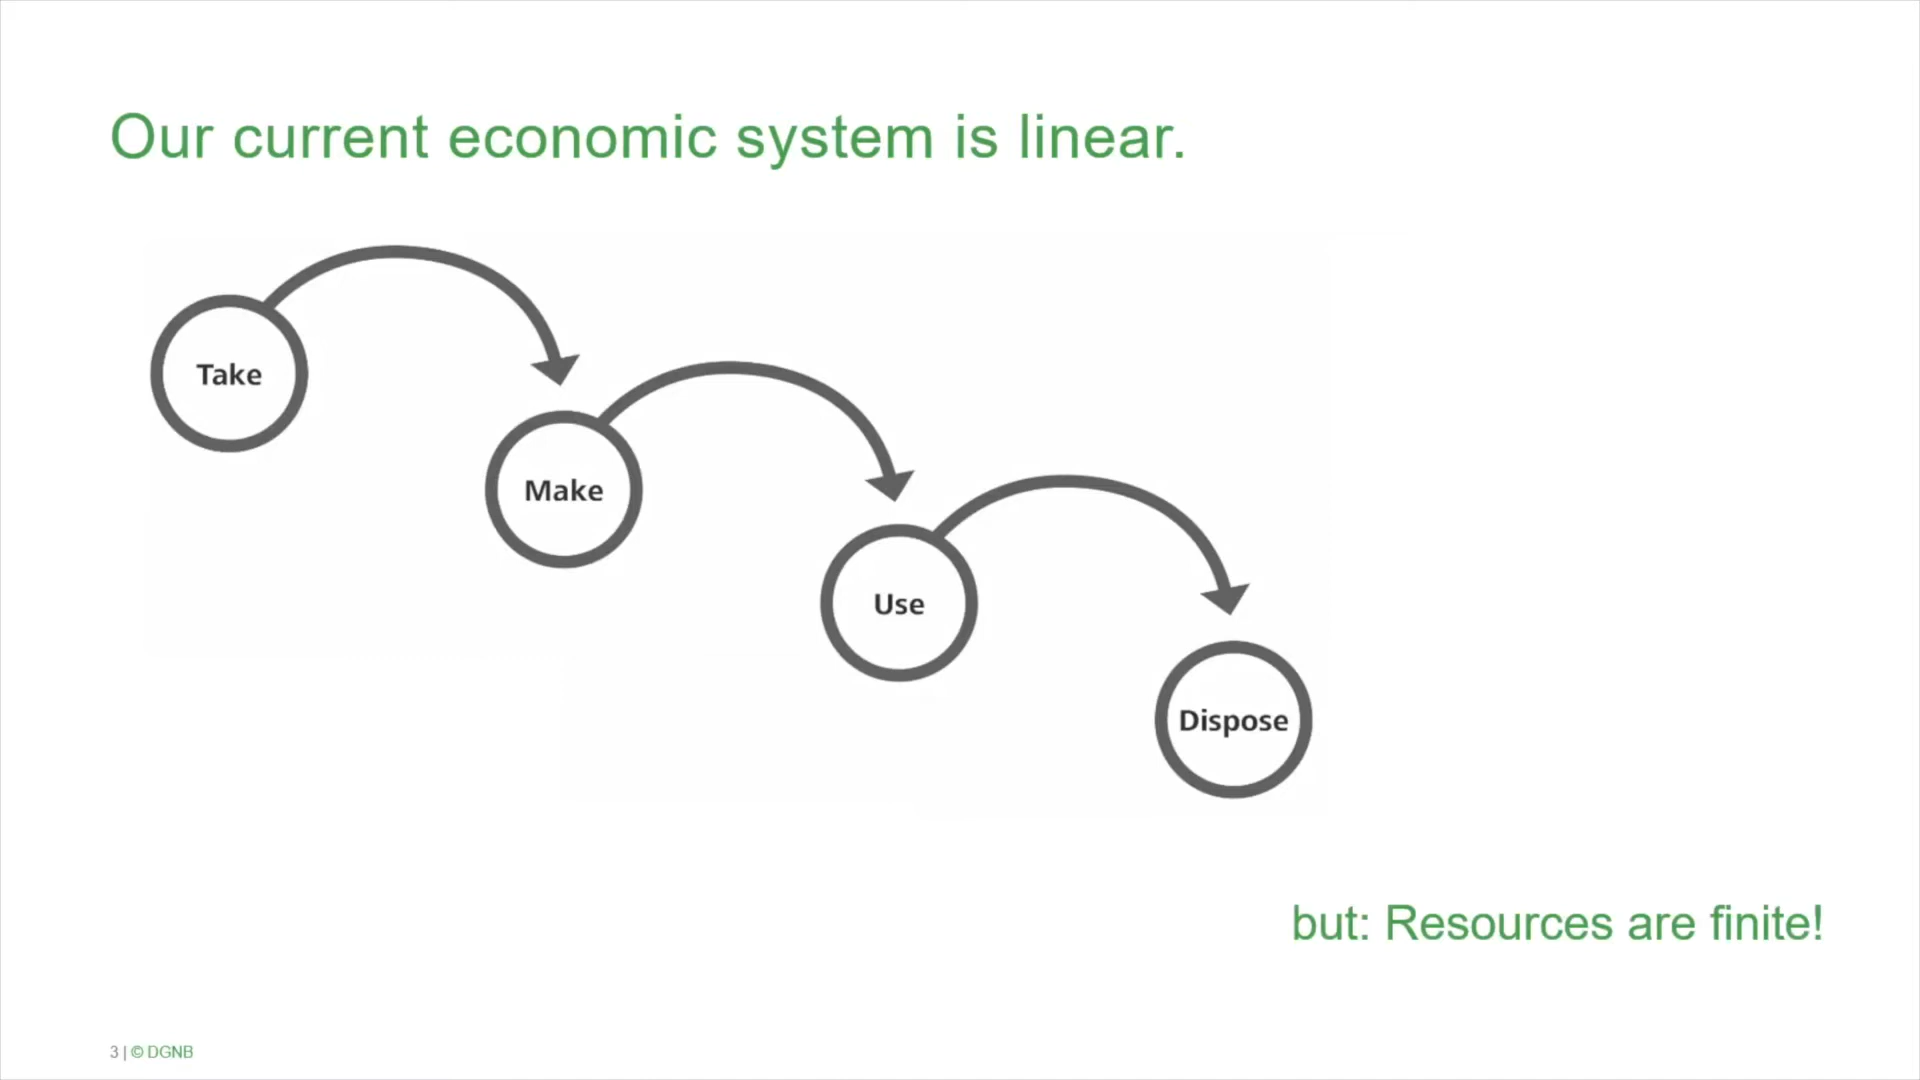 Our current economic system is linear.
Take
Make
Use
Dispose
but: Resources are finite!
3 | © DGNB